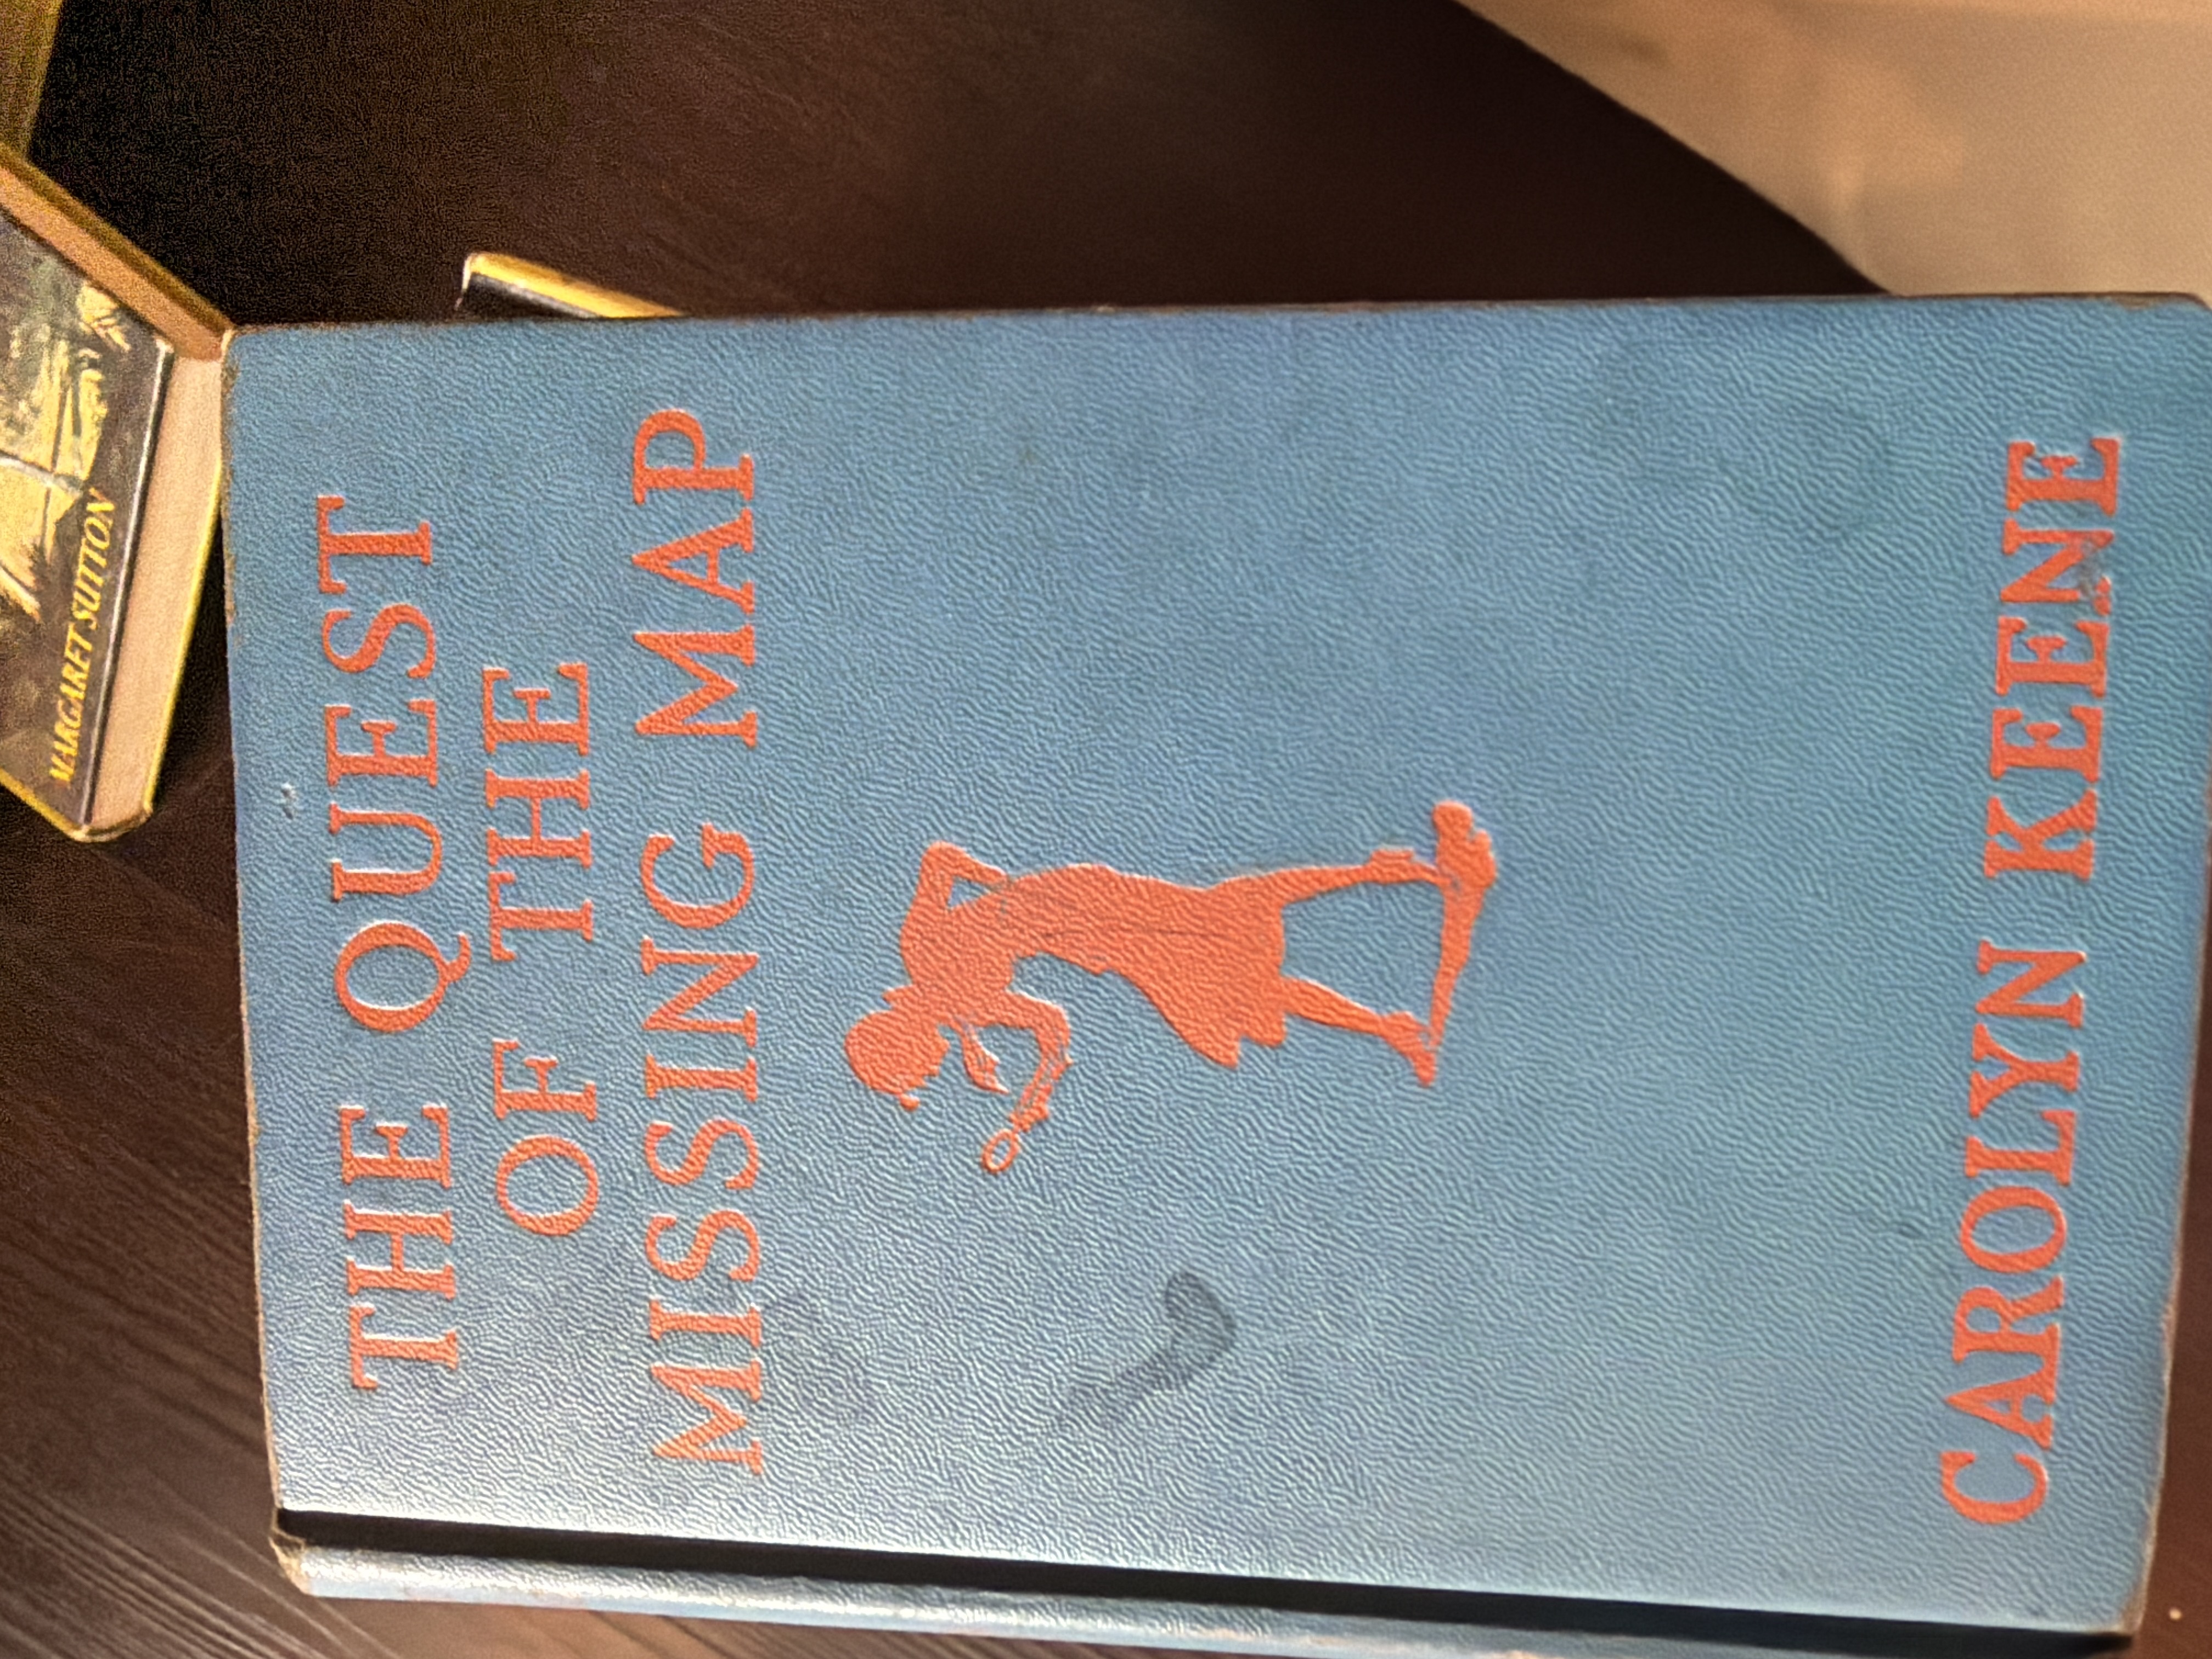 THE QUEST
OF THE
MISSING MAP
CAROLYN KEENE
MARGARET SUTTON